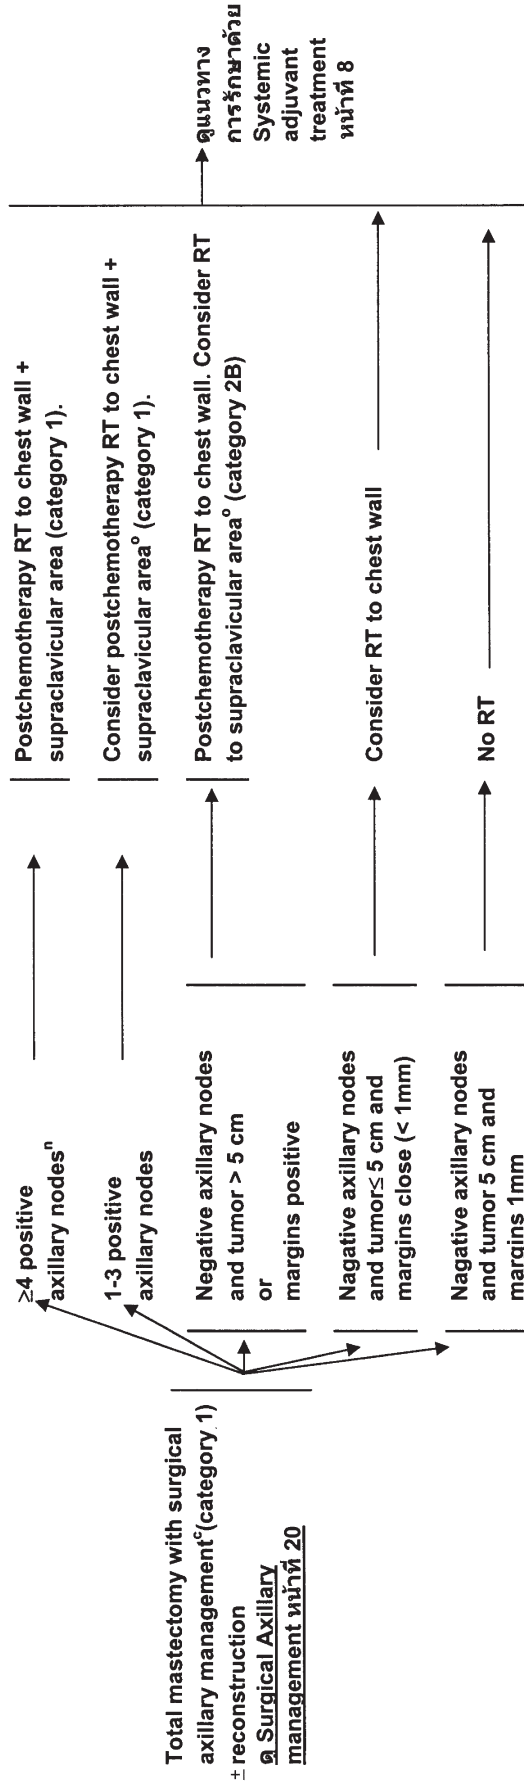 Total mastectomy with surgical
axillary management^c(category 1)
± reconstruction
ดู Surgical Axillary
management หน้าที่ 20
≥4 positive
axillary nodes^n
1-3 positive
axillary nodes
Negative axillary nodes
and tumor > 5 cm
or
margins positive
Nagative axillary nodes
and tumor≤ 5 cm and
margins close (< 1mm)
Nagative axillary nodes
and tumor 5 cm and
margins 1mm
Postchemotherapy RT to chest wall +
supraclavicular area (category 1).
Consider postchemotherapy RT to chest wall +
supraclavicular area^o (category 1).
Postchemotherapy RT to chest wall. Consider RT
to supraclavicular area^o (category 2B)
Consider RT to chest wall
No RT
ดูแนวทาง
การรักษาด้วย
Systemic
adjuvant
treatment
หน้าที่ 8